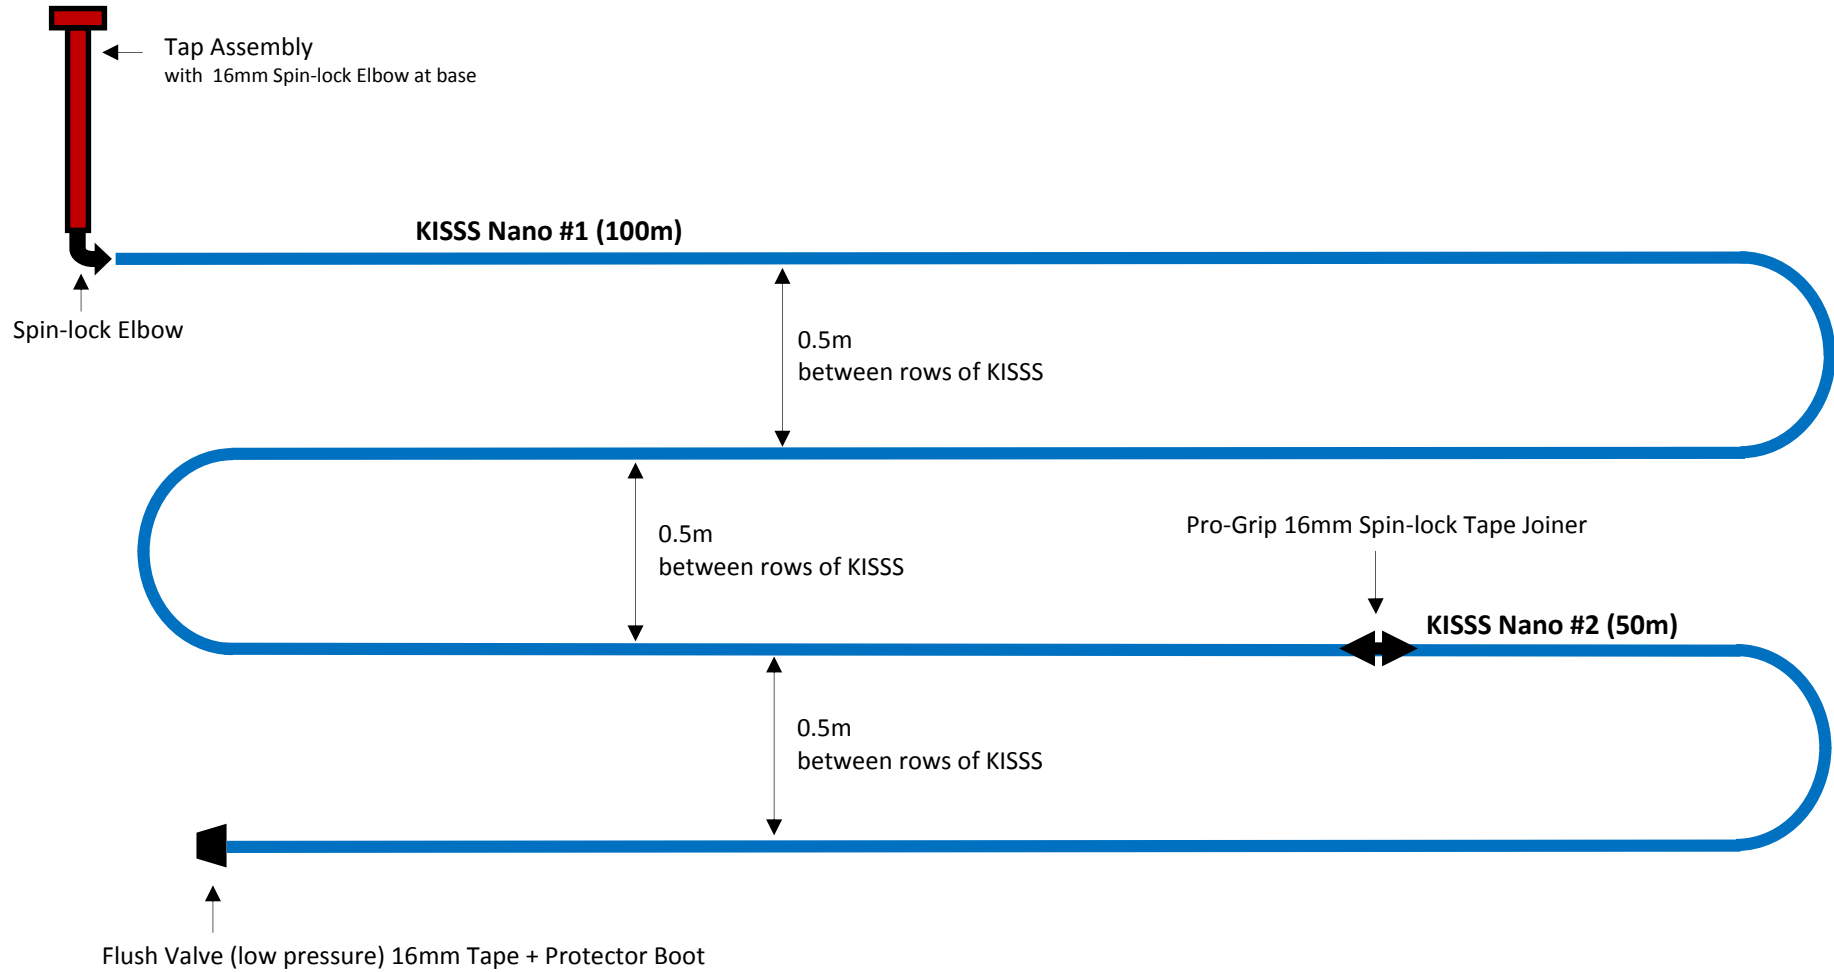 Tap Assembly
with 16mm Spin-lock Elbow at base
KISSS Nano #1 (100m)
Spin-lock Elbow
0.5m
between rows of KISSS
0.5m
between rows of KISSS
Pro-Grip 16mm Spin-lock Tape Joiner
KISSS Nano #2 (50m)
0.5m
between rows of KISSS
Flush Valve (low pressure) 16mm Tape + Protector Boot